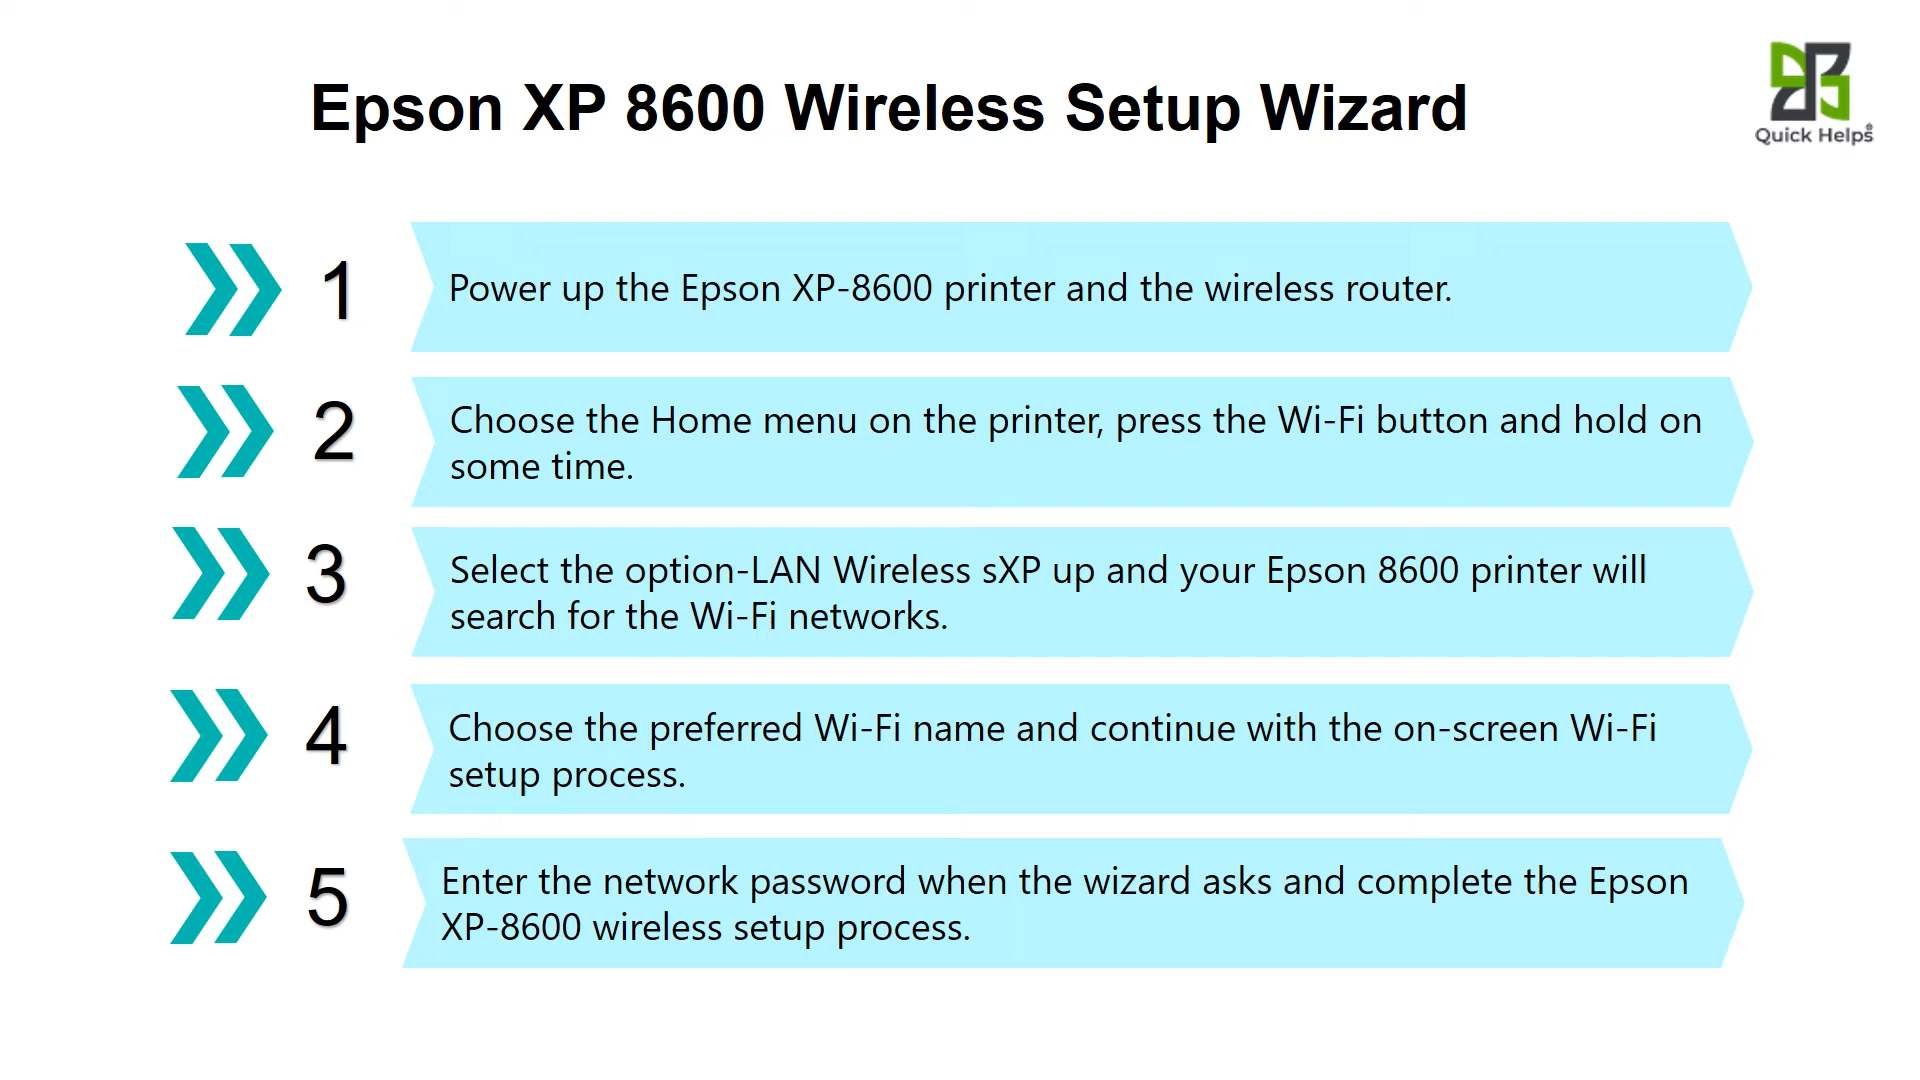 Epson XP 8600 Wireless Setup Wizard
Quick Helps®
1
Power up the Epson XP-8600 printer and the wireless router.
2
Choose the Home menu on the printer, press the Wi-Fi button and hold on
some time.
3
Select the option-LAN Wireless sXP up and your Epson 8600 printer will
search for the Wi-Fi networks.
4
Choose the preferred Wi-Fi name and continue with the on-screen Wi-Fi
setup process.
5
Enter the network password when the wizard asks and complete the Epson
XP-8600 wireless setup process.